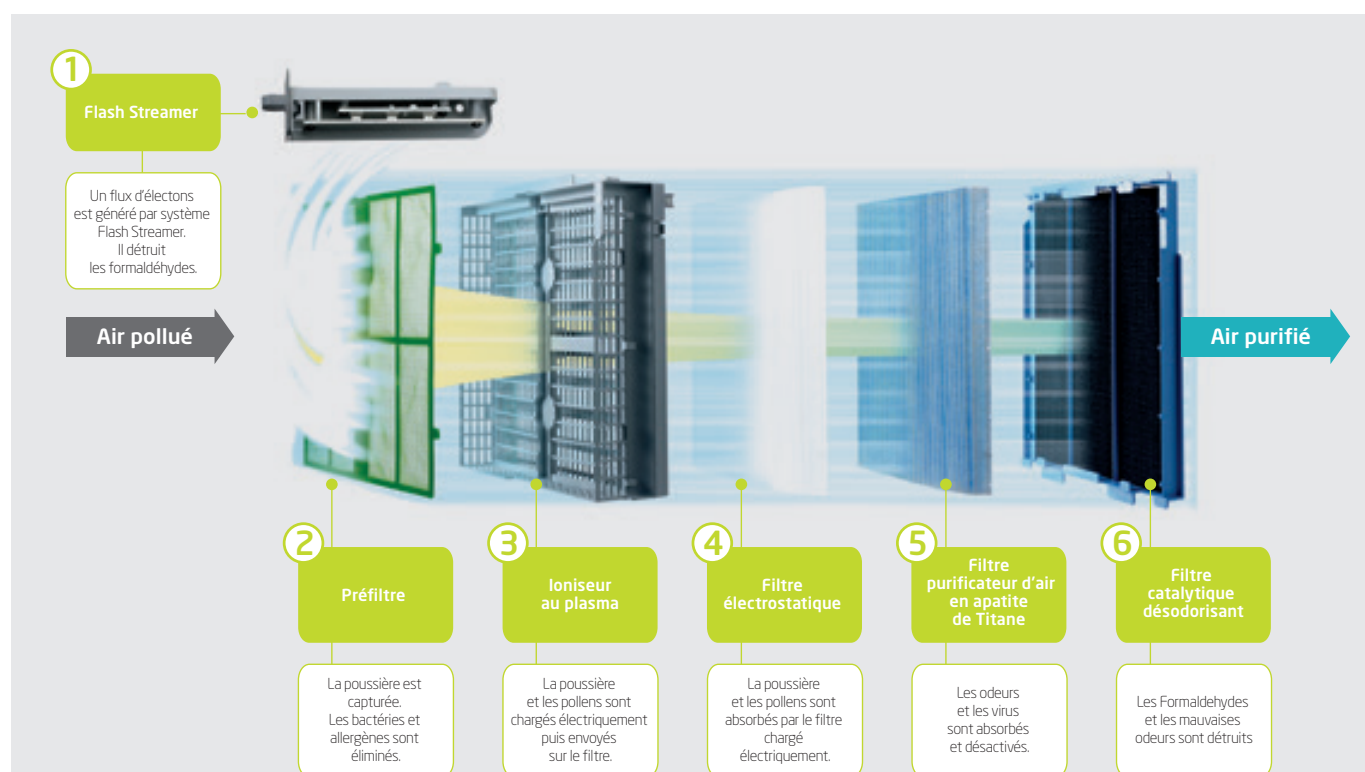 1
Flash Streamer
Un flux d'électons
est généré par système
Flash Streamer.
Il détruit
les formaldéhydes.
Air pollué
Air purifié
2
Préfiltre
La poussière est
capturée.
Les bactéries et
allergènes sont
éliminés.
3
Ioniseur
au plasma
La poussière
et les pollens sont
chargés électriquement
puis envoyés
sur le filtre.
4
Filtre
électrostatique
La poussière
et les pollens sont
absorbés par le filtre
chargé
électriquement.
5
Filtre
purificateur d'air
en apatite
de Titane
Les odeurs
et les virus
sont absorbés
et désactivés.
6
Filtre
catalytique
désodorisant
Les Formaldehydes
et les mauvaises
odeurs sont détruits